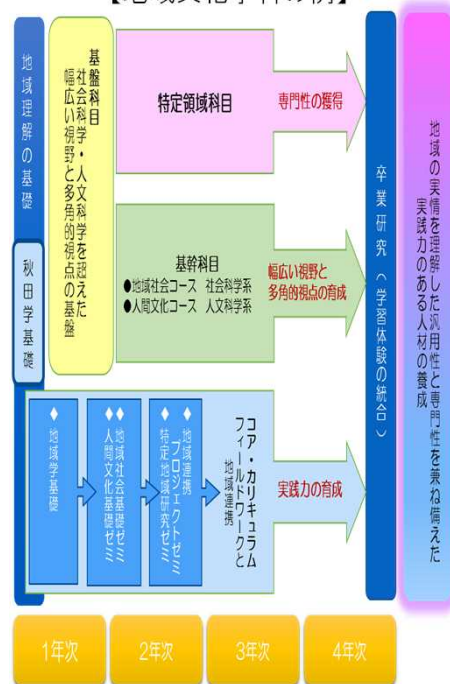 地域理解の基礎
秋田学基礎
基盤科目
社会科学・人文科学を超えた
幅広い視野と多角的視点の基盤
特定領域科目
専門性の獲得
基幹科目
●地域社会コース 社会科学系
●人間文化コース 人文科学系
幅広い視野と
多角的視点の育成
◆地域学基礎
◆地域社会基礎ゼミ
◆人間文化基礎ゼミ
◆地域連携
プロジェクトゼミ
◆特定地域研究ゼミ
コア・カリキュラム
フィールドワークと
地域連携
実践力の育成
卒業研究(学習体験の統合)
地域の実情を理解した汎用性と専門性を兼ね備えた
実践力のある人材の養成
1年次
2年次
3年次
4年次